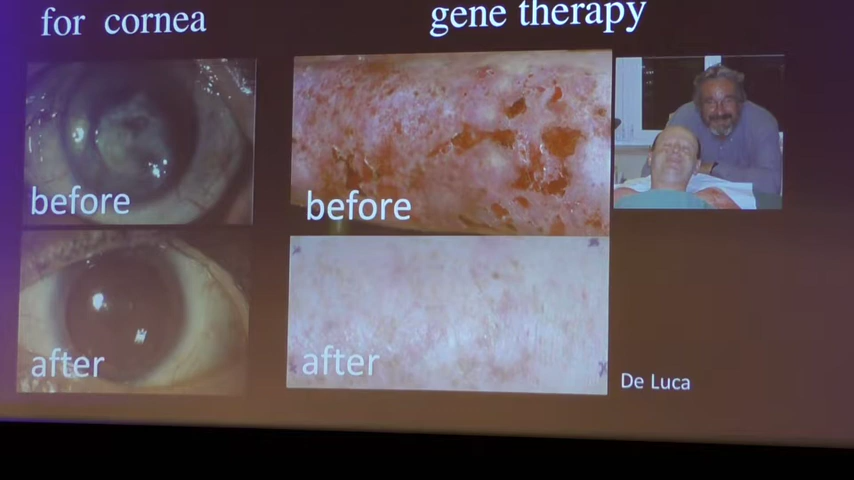 for cornea
gene therapy
before
before
after
after
De Luca